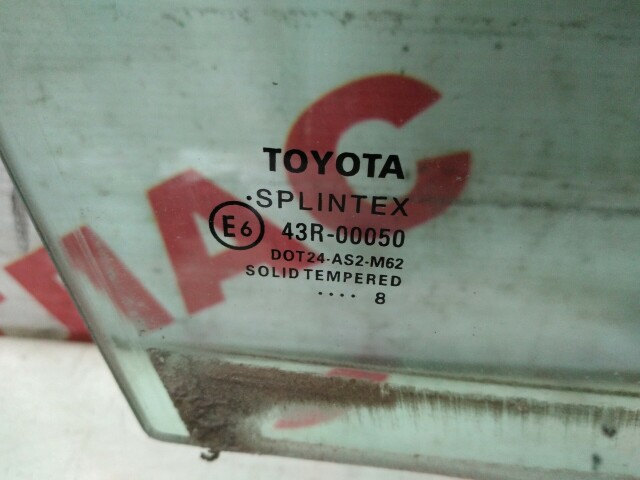 TOYOTA
·SPLINTEX
E6 43R-00050
DOT24-AS2-M62
SOLID TEMPERED
.... 8